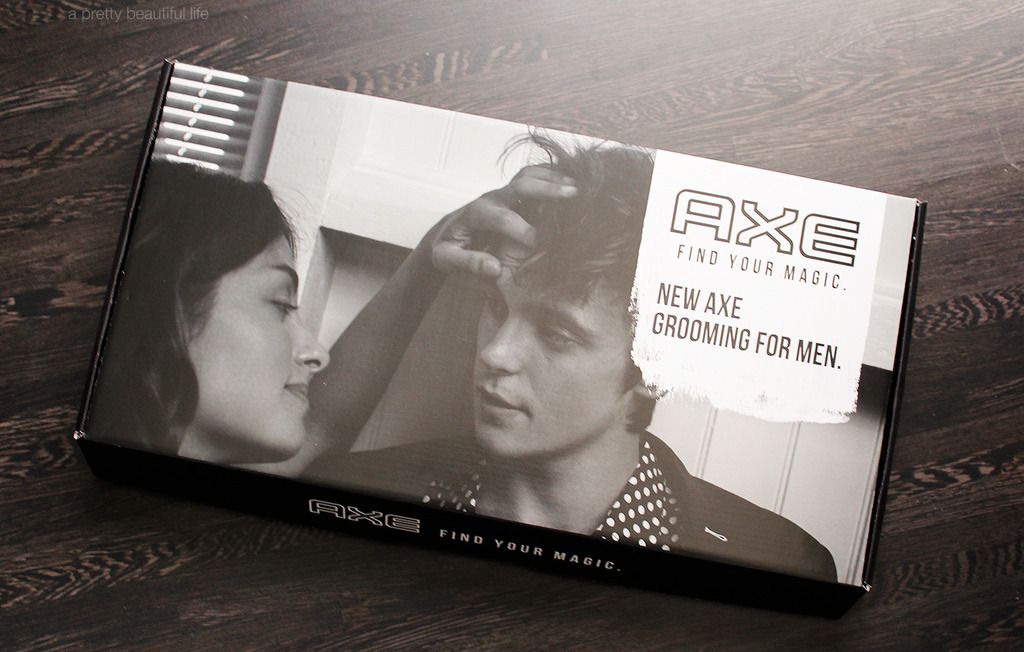 a pretty beautiful life
AXE
FIND YOUR MAGIC.
NEW AXE
GROOMING FOR MEN.
AXE FIND YOUR MAGIC.